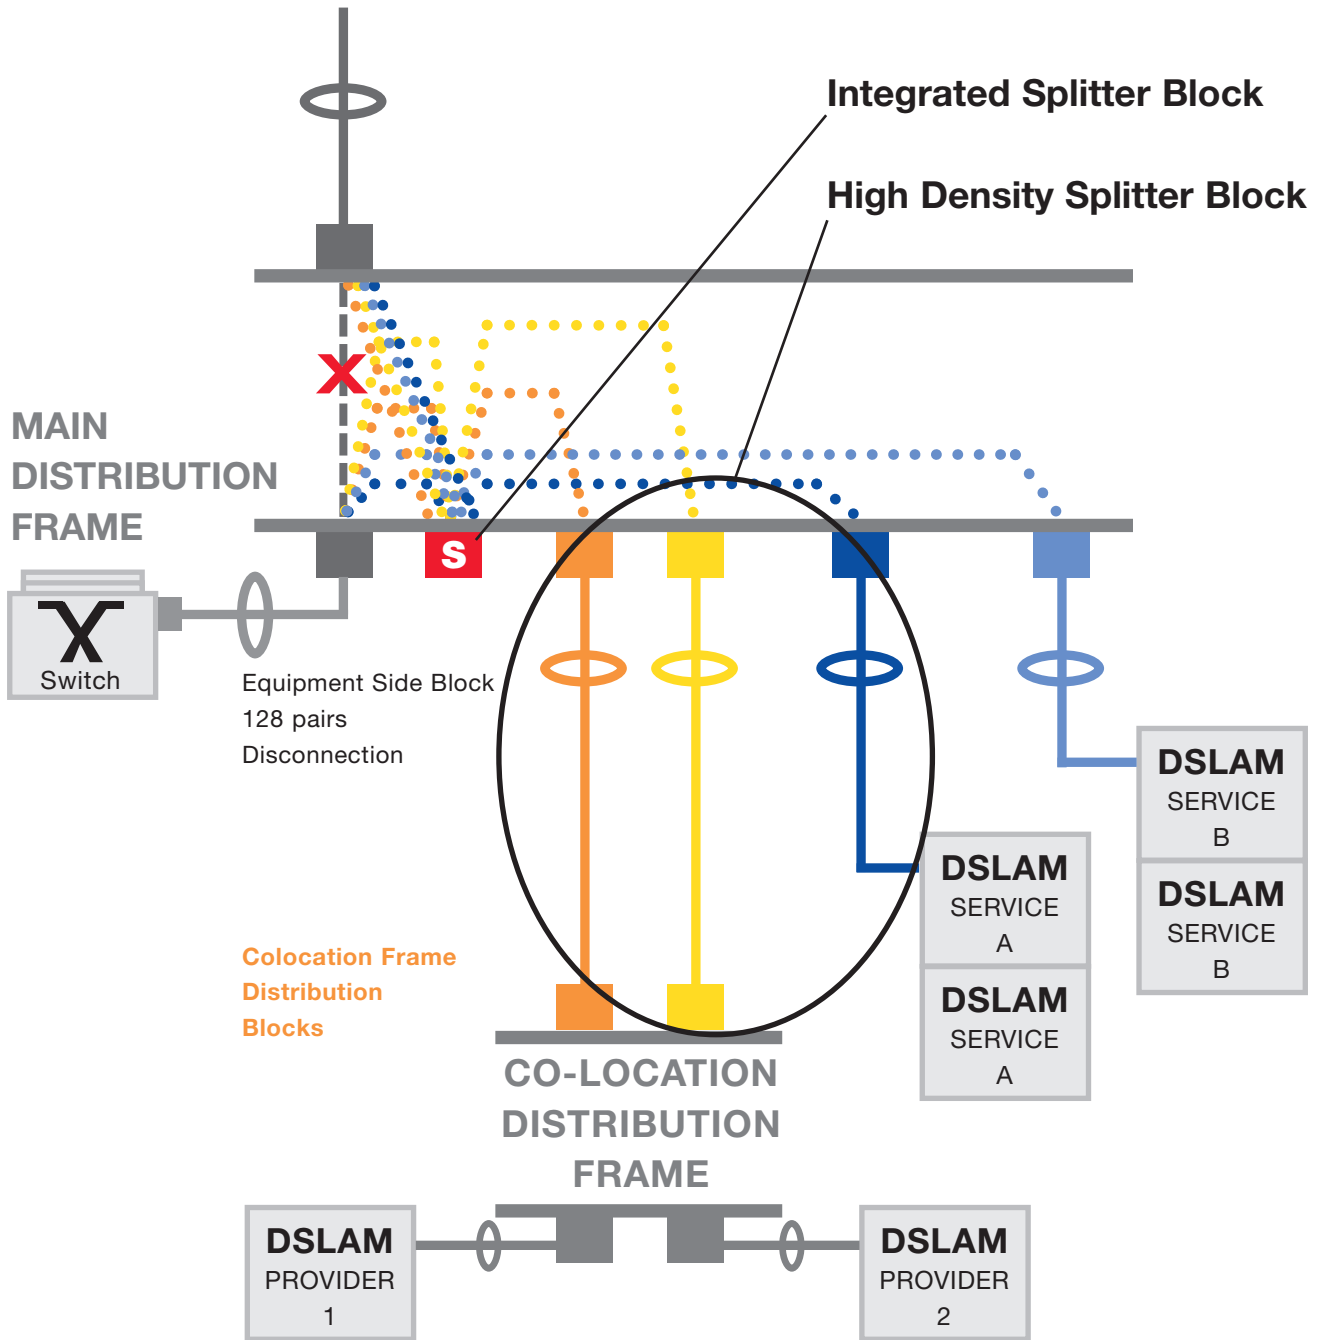 Integrated Splitter Block
High Density Splitter Block
MAIN
DISTRIBUTION
FRAME
S
Switch
Equipment Side Block
128 pairs
Disconnection
DSLAM
SERVICE
B
DSLAM
SERVICE
B
DSLAM
SERVICE
A
DSLAM
SERVICE
A
Colocation Frame
Distribution
Blocks
CO-LOCATION
DISTRIBUTION
FRAME
DSLAM
PROVIDER
1
DSLAM
PROVIDER
2